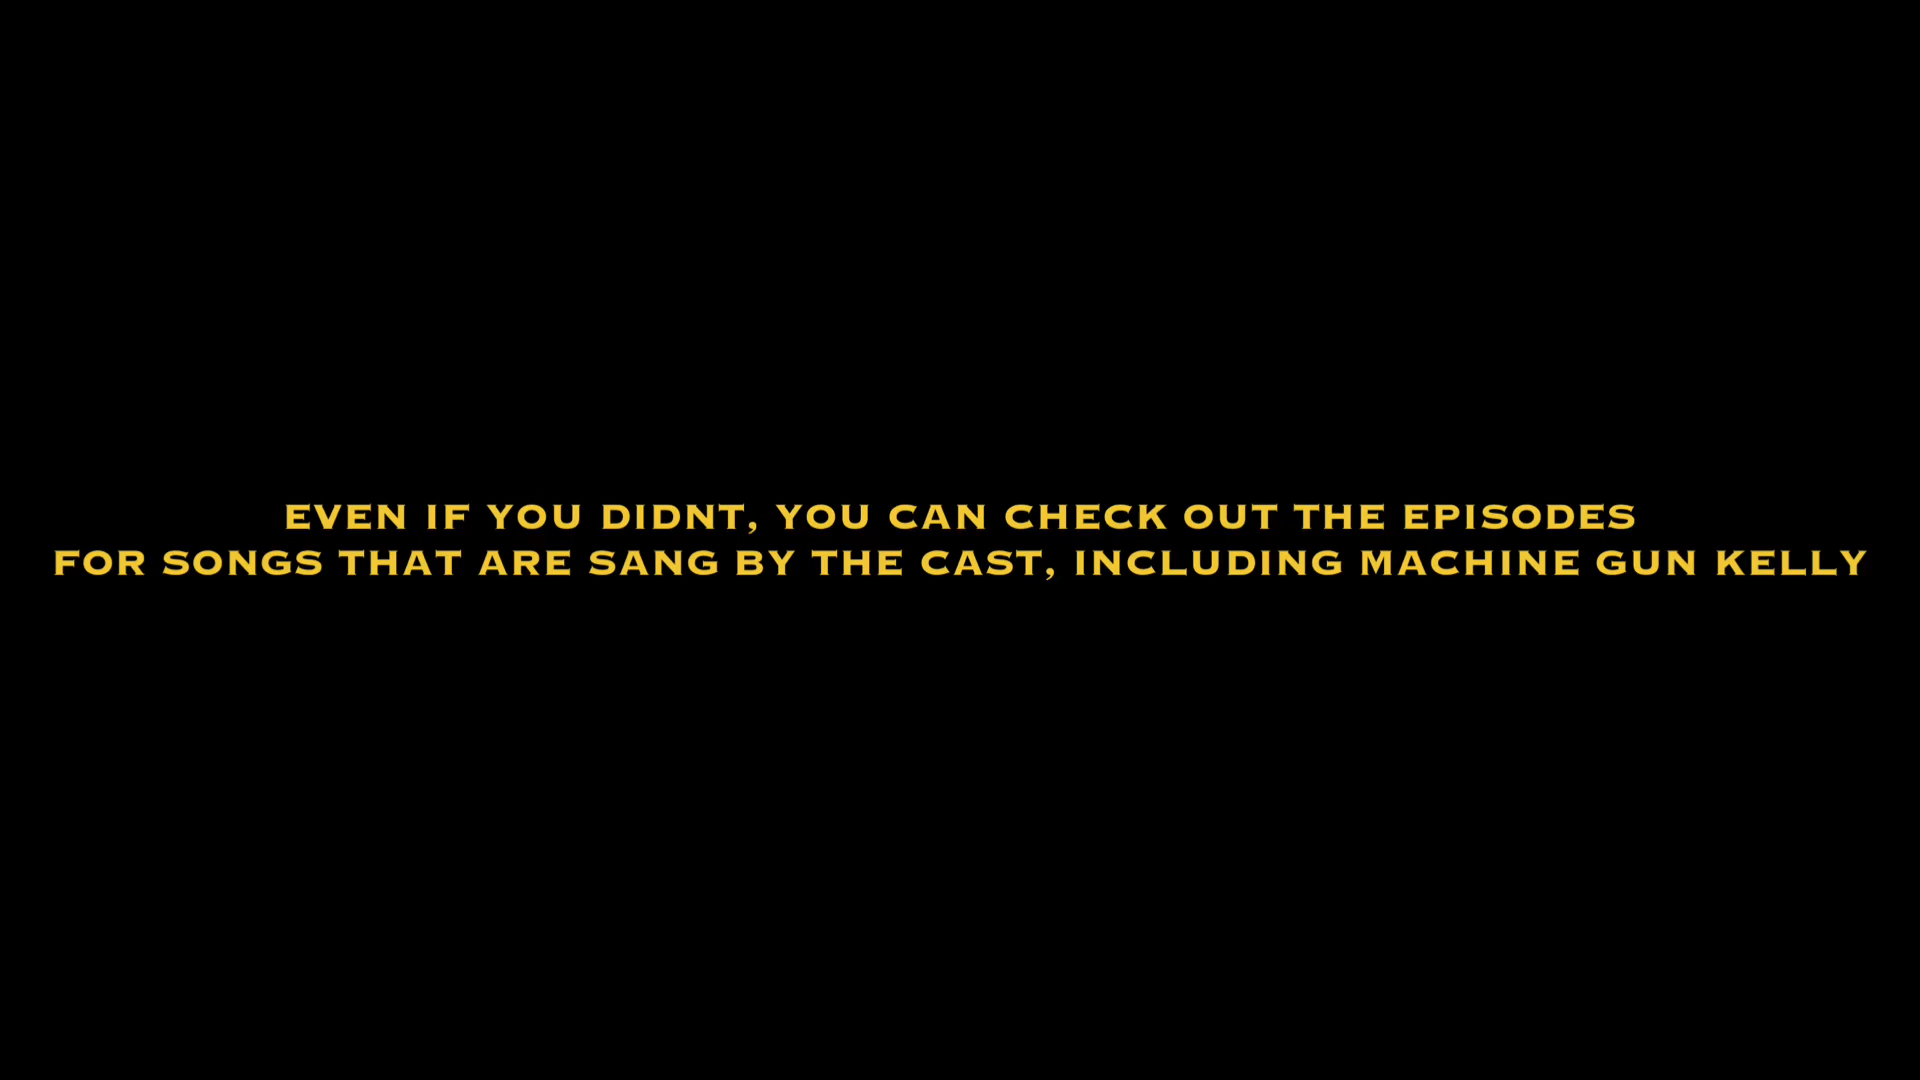 EVEN IF YOU DIDNT, YOU CAN CHECK OUT THE EPISODES
FOR SONGS THAT ARE SANG BY THE CAST, INCLUDING MACHINE GUN KELLY